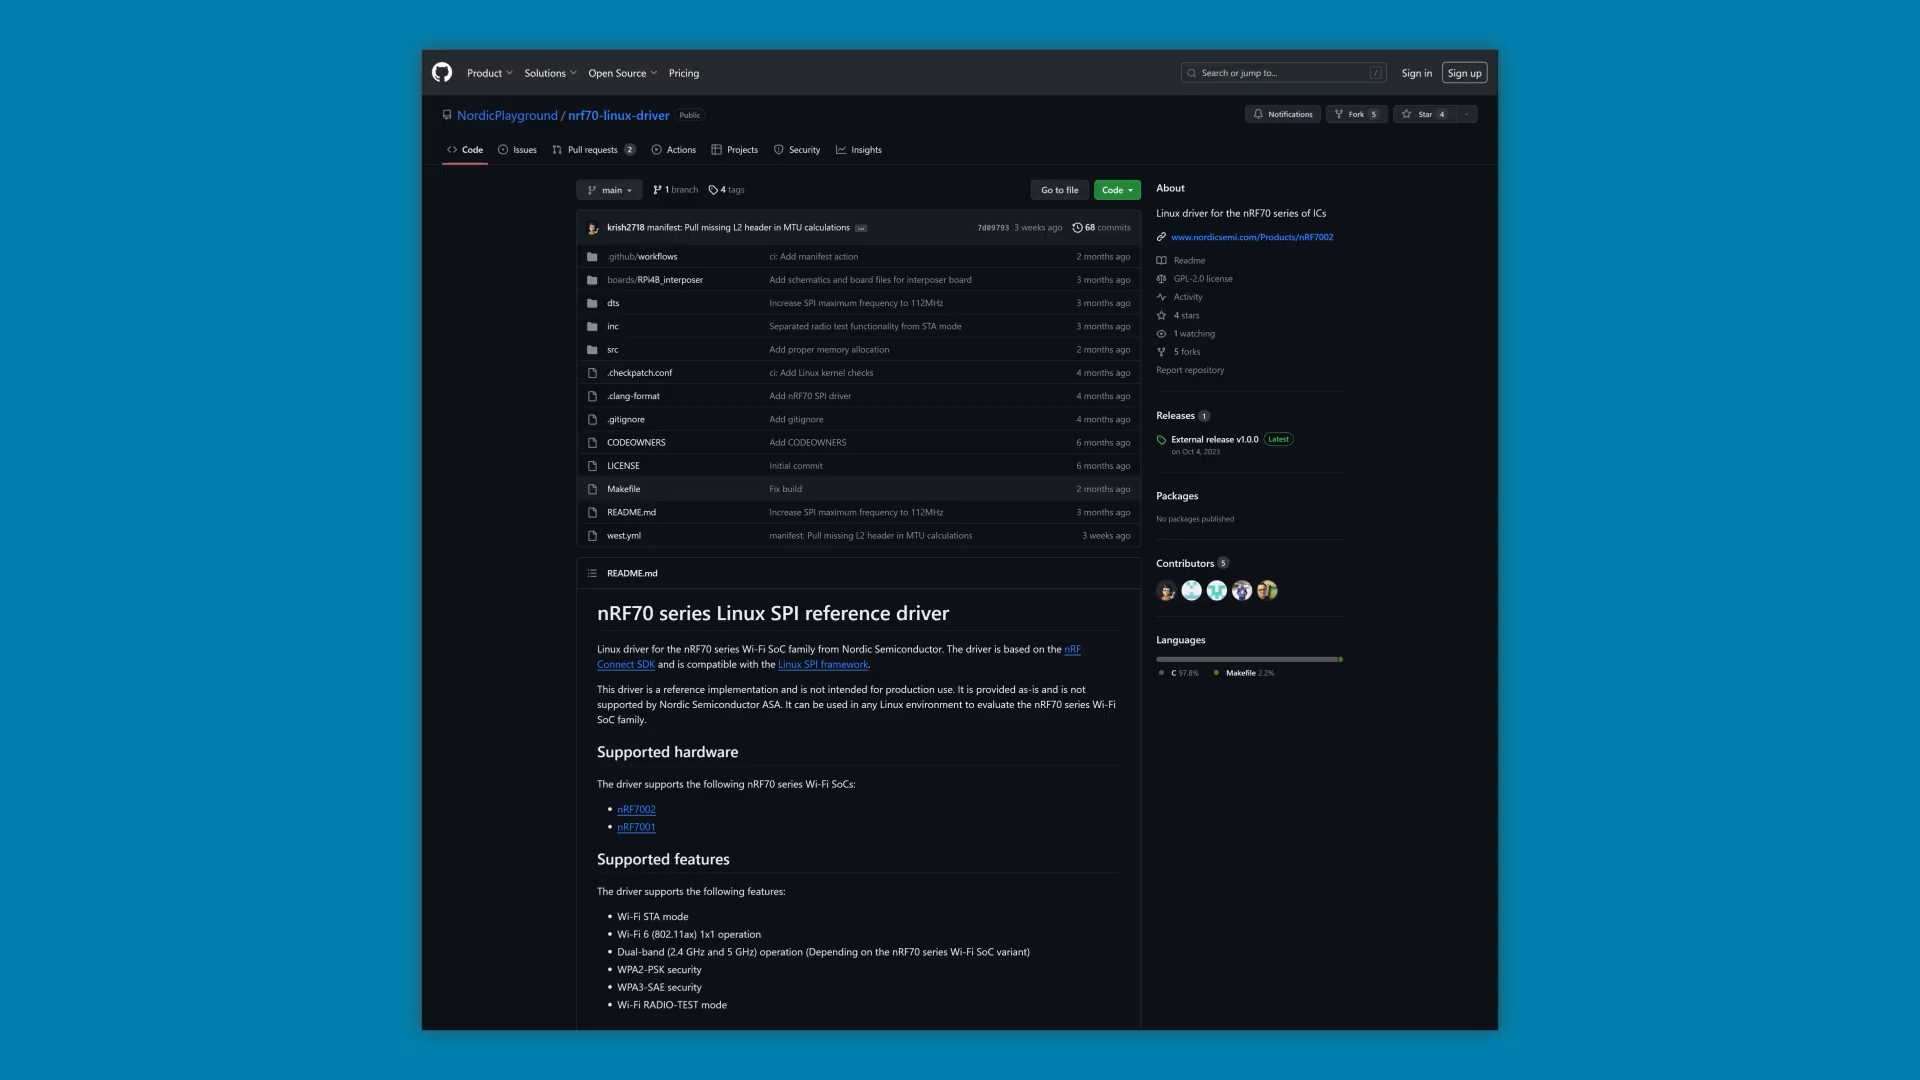 Product Solutions Open Source Pricing Search or jump to... / Sign in Sign up
NordicPlayground / nrf70-linux-driver Public Notifications Fork 5 Star 4
Code Issues Pull requests 2 Actions Projects Security Insights
main 1 branch 4 tags Go to file Code
krish2718 manifest: Pull missing L2 header in MTU calculations ... 7d09793 3 weeks ago 68 commits
.github/workflows ci: Add manifest action 2 months ago
boards/RPi4B_interposer Add schematics and board files for interposer board 3 months ago
dts Increase SPI maximum frequency to 112MHz 3 months ago
inc Separated radio test functionality from STA mode 3 months ago
src Add proper memory allocation 2 months ago
.checkpatch.conf ci: Add Linux kernel checks 4 months ago
.clang-format Add nRF70 SPI driver 4 months ago
.gitignore Add gitignore 4 months ago
CODEOWNERS Add CODEOWNERS 6 months ago
LICENSE Initial commit 6 months ago
Makefile Fix build 2 months ago
README.md Increase SPI maximum frequency to 112MHz 3 months ago
west.yml manifest: Pull missing L2 header in MTU calculations 3 weeks ago
README.md
nRF70 series Linux SPI reference driver
Linux driver for the nRF70 series Wi-Fi SoC family from Nordic Semiconductor. The driver is based on the nRF
Connect SDK and is compatible with the Linux SPI framework.
This driver is a reference implementation and is not intended for production use. It is provided as-is and is not
supported by Nordic Semiconductor ASA. It can be used in any Linux environment to evaluate the nRF70 series Wi-Fi
SoC family.
Supported hardware
The driver supports the following nRF70 series Wi-Fi SoCs:
• nRF7002
• nRF7001
Supported features
The driver supports the following features:
• Wi-Fi STA mode
• Wi-Fi 6 (802.11ax) 1x1 operation
• Dual-band (2.4 GHz and 5 GHz) operation (Depending on the nRF70 series Wi-Fi SoC variant)
• WPA2-PSK security
• WPA3-SAE security
• Wi-Fi RADIO-TEST mode
About
Linux driver for the nRF70 series of ICs
www.nordicsemi.com/Products/nRF7002
Readme
GPL-2.0 license
Activity
4 stars
1 watching
5 forks
Report repository
Releases 1
External release v1.0.0 Latest
on Oct 4, 2023
Packages
No packages published
Contributors 5
Languages
C 97.8% Makefile 2.2%